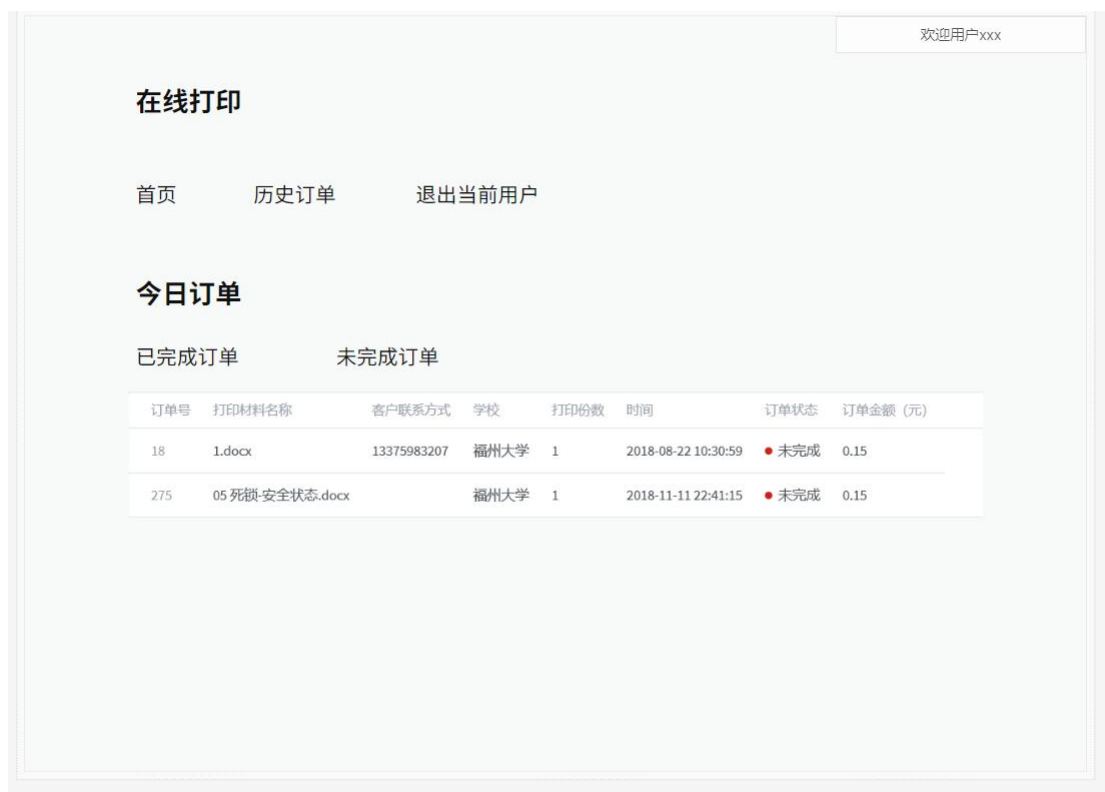 欢迎用户xxx
在线打印
首页 历史订单 退出当前用户
今日订单
已完成订单 未完成订单
订单号 打印材料名称 客户联系方式 学校 打印份数 时间 订单状态 订单金额（元）
18 1.docx 13375983207 福州大学 1 2018-08-22 10:30:59 未完成 0.15
275 05 死锁-安全状态.docx 福州大学 1 2018-11-11 22:41:15 未完成 0.15